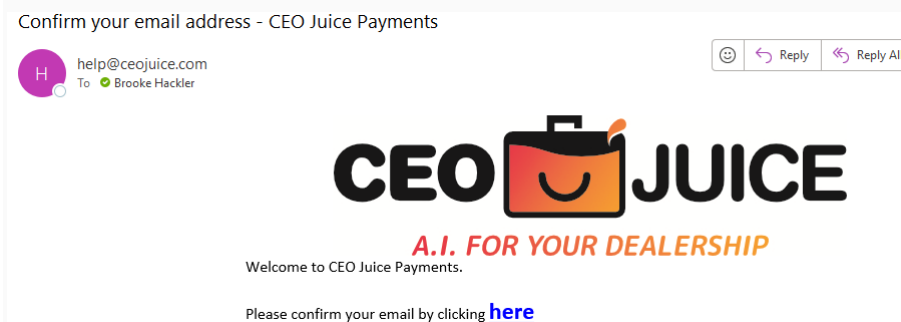 Confirm your email address - CEO Juice Payments
H
help@ceojuice.com
To Brooke Hackler
Reply
Reply Al
CEO JUICE
A.I. FOR YOUR DEALERSHIP
Welcome to CEO Juice Payments.
Please confirm your email by clicking here